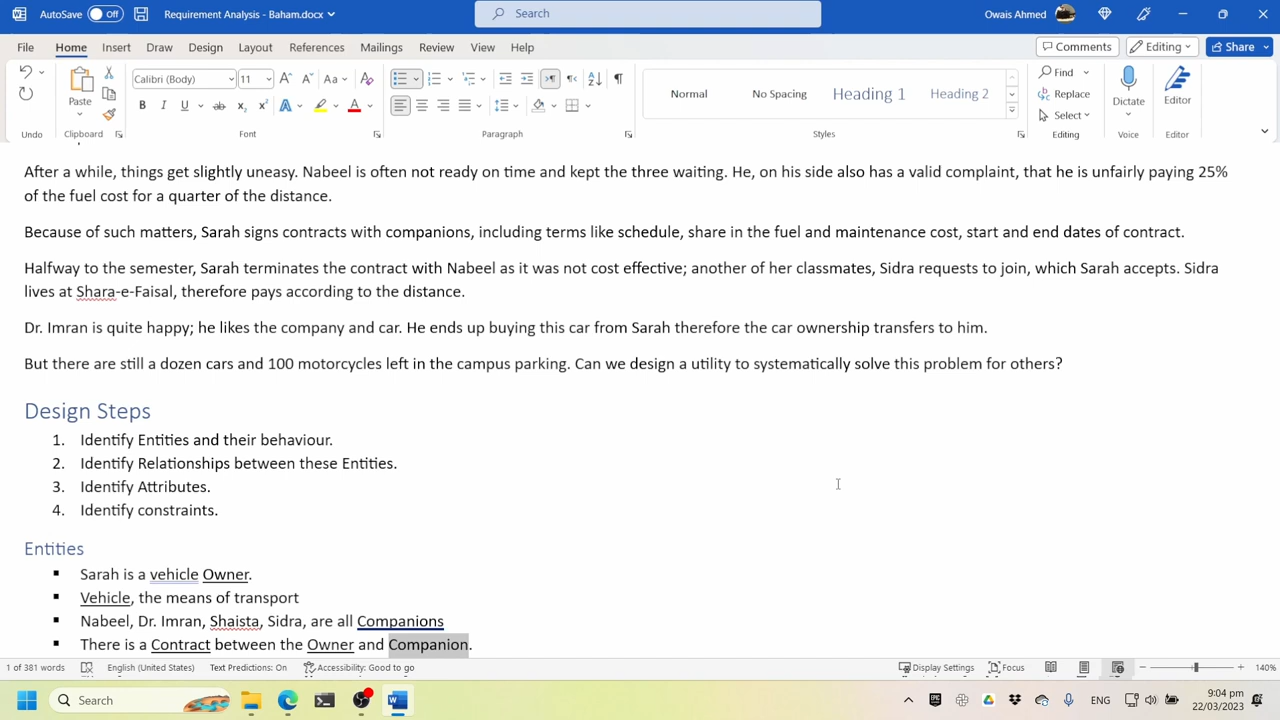 AutoSave Off Requirement Analysis - Baham.docx Search Owais Ahmed
File Home Insert Draw Design Layout References Mailings Review View Help Comments Editing Share
Paste Calibri (Body) 11 Normal No Spacing Heading 1 Heading 2 Find Replace Select Dictate Editor
Undo Clipboard Font Paragraph Styles Editing Voice Editor
After a while, things get slightly uneasy. Nabeel is often not ready on time and kept the three waiting. He, on his side also has a valid complaint, that he is unfairly paying 25%
of the fuel cost for a quarter of the distance.
Because of such matters, Sarah signs contracts with companions, including terms like schedule, share in the fuel and maintenance cost, start and end dates of contract.
Halfway to the semester, Sarah terminates the contract with Nabeel as it was not cost effective; another of her classmates, Sidra requests to join, which Sarah accepts. Sidra
lives at Shara-e-Faisal, therefore pays according to the distance.
Dr. Imran is quite happy; he likes the company and car. He ends up buying this car from Sarah therefore the car ownership transfers to him.
But there are still a dozen cars and 100 motorcycles left in the campus parking. Can we design a utility to systematically solve this problem for others?
Design Steps
1. Identify Entities and their behaviour.
2. Identify Relationships between these Entities.
3. Identify Attributes.
4. Identify constraints.
Entities
▪ Sarah is a vehicle Owner.
▪ Vehicle, the means of transport
▪ Nabeel, Dr. Imran, Shaista, Sidra, are all Companions
▪ There is a Contract between the Owner and Companion.
1 of 381 words English (United States) Text Predictions: On Accessibility: Good to go Display Settings Focus 140%
Search ENG 9:04 pm
22/03/2023